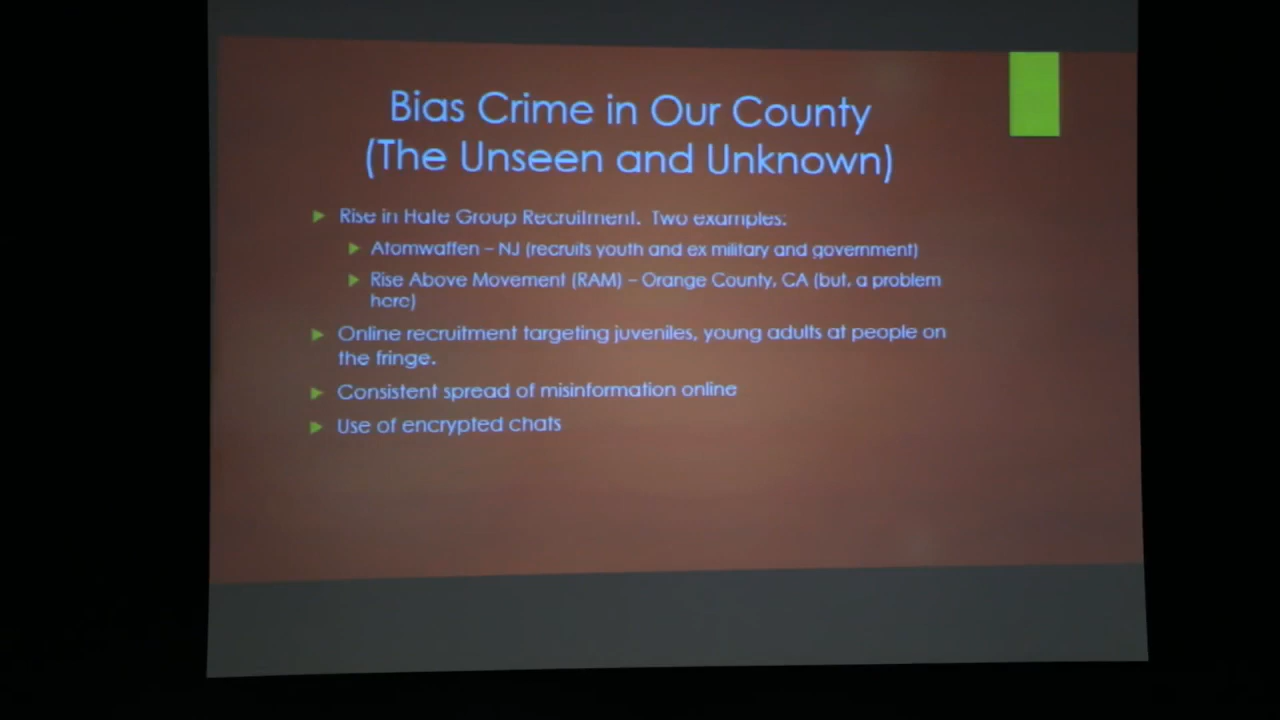 Bias Crime in Our County
(The Unseen and Unknown)
Rise in Hate Group Recruitment. Two examples:
Atomwaffen – NJ (recruits youth and ex military and government)
Rise Above Movement (RAM) – Orange County, CA (but, a problem
here)
Online recruitment targeting juveniles, young adults at people on
the fringe.
Consistent spread of misinformation online
Use of encrypted chats